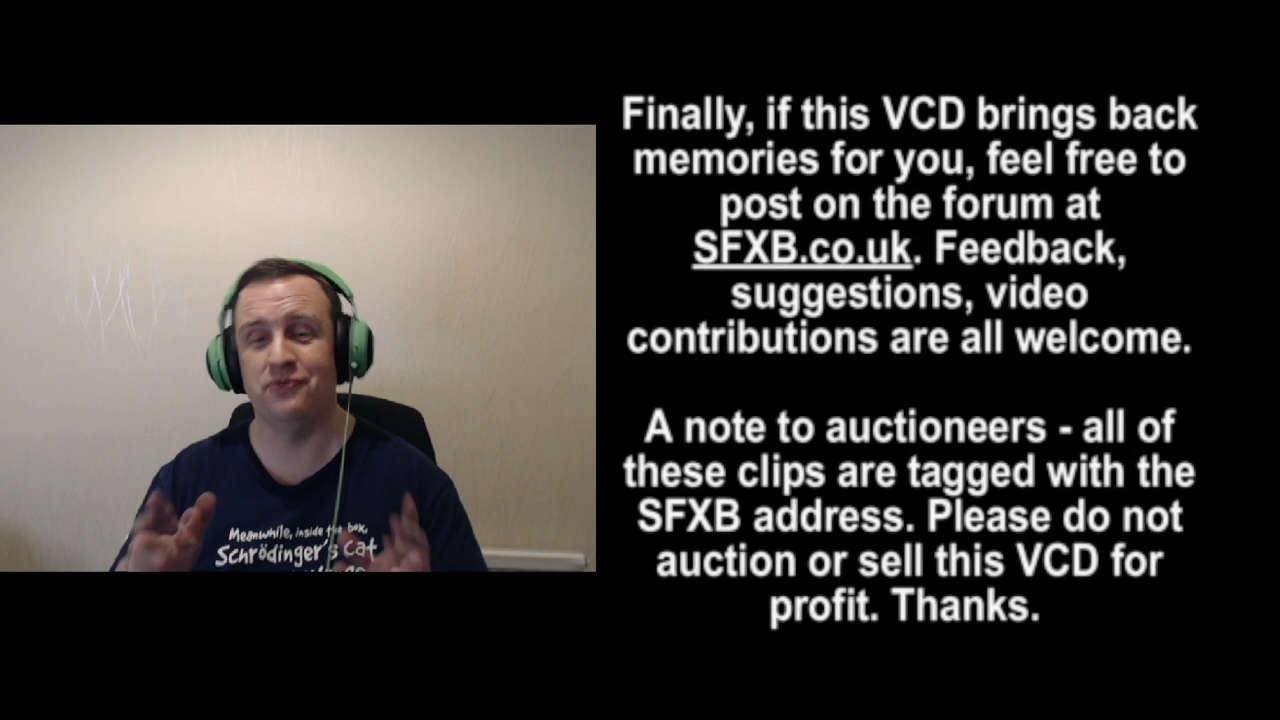 Finally, if this VCD brings back
memories for you, feel free to
post on the forum at
SFXB.co.uk. Feedback,
suggestions, video
contributions are all welcome.
A note to auctioneers - all of
these clips are tagged with the
SFXB address. Please do not
auction or sell this VCD for
profit. Thanks.
Meanwhile, inside the box,
Schrödinger's cat